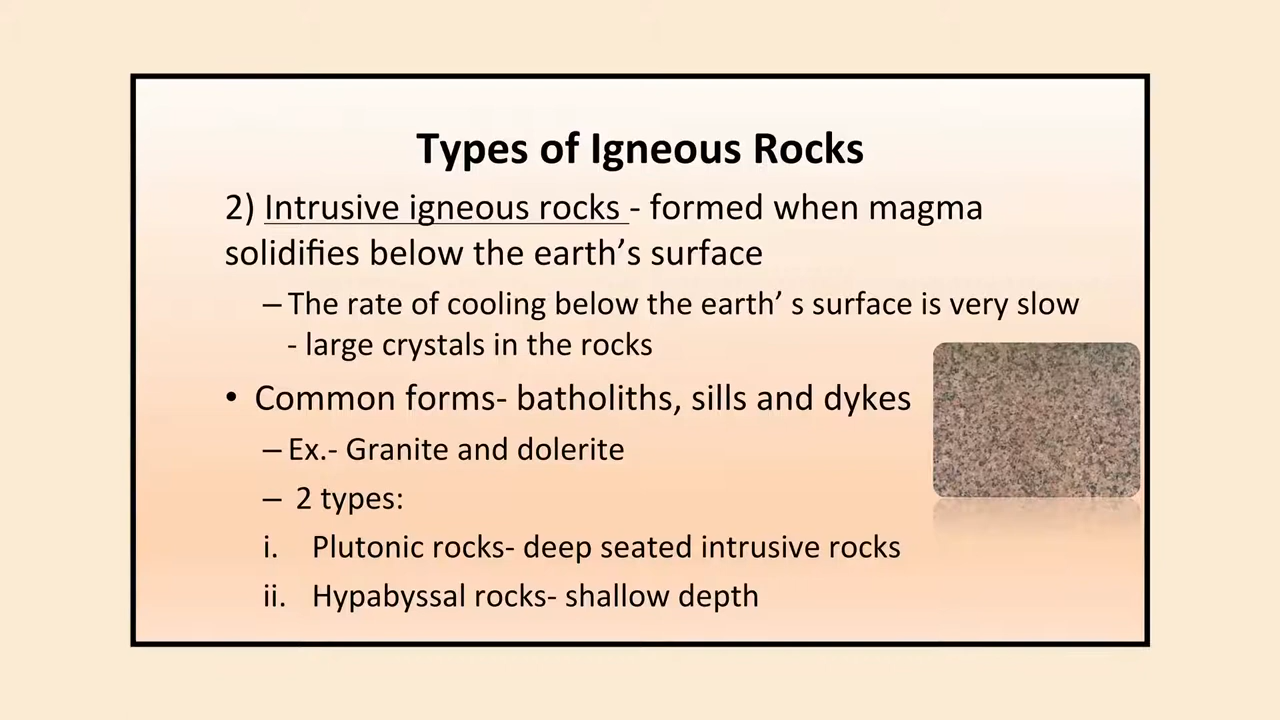 Types of Igneous Rocks
2) Intrusive igneous rocks - formed when magma
solidifies below the earth’s surface
– The rate of cooling below the earth’ s surface is very slow
- large crystals in the rocks
• Common forms- batholiths, sills and dykes
– Ex.- Granite and dolerite
– 2 types:
i. Plutonic rocks- deep seated intrusive rocks
ii. Hypabyssal rocks- shallow depth